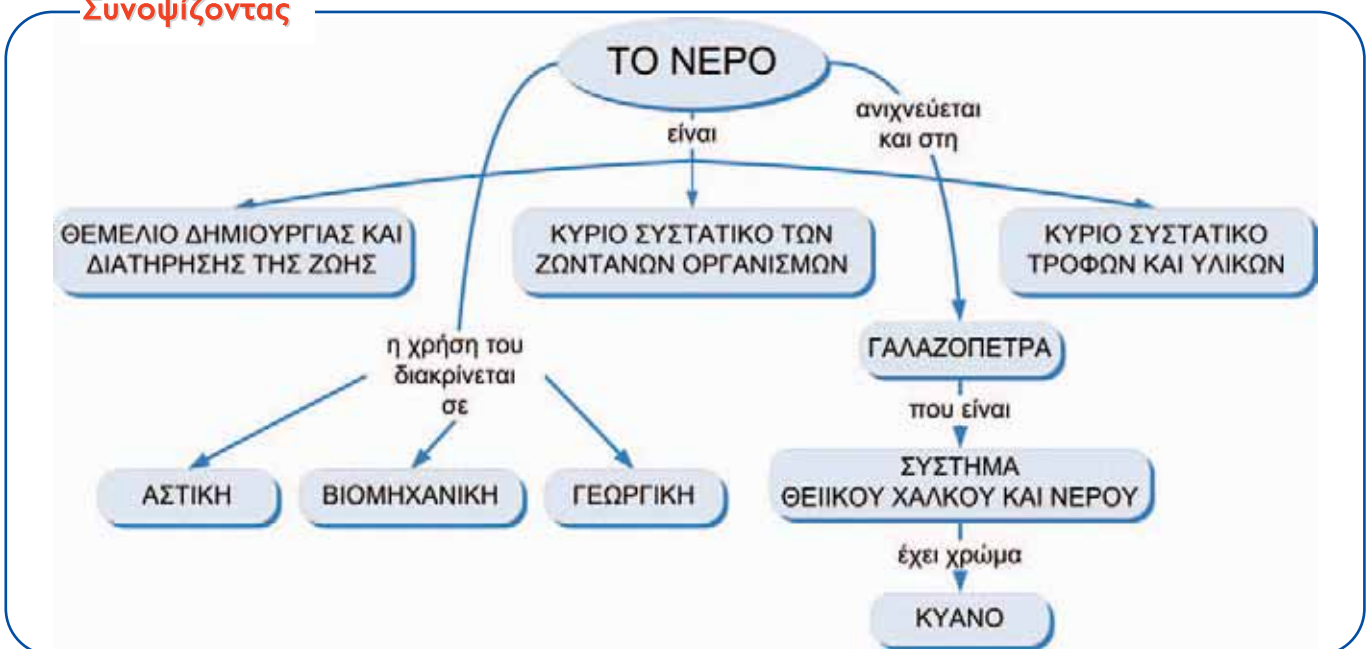 Συνοψίζοντας
ΤΟ ΝΕΡΟ
είναι
ανιχνεύεται
και στη
ΘΕΜΕΛΙΟ ΔΗΜΙΟΥΡΓΙΑΣ ΚΑΙ
ΔΙΑΤΗΡΗΣΗΣ ΤΗΣ ΖΩΗΣ
ΚΥΡΙΟ ΣΥΣΤΑΤΙΚΟ ΤΩΝ
ΖΩΝΤΑΝΩΝ ΟΡΓΑΝΙΣΜΩΝ
ΚΥΡΙΟ ΣΥΣΤΑΤΙΚΟ
ΤΡΟΦΩΝ ΚΑΙ ΥΛΙΚΩΝ
η χρήση του
διακρίνεται
σε
ΑΣΤΙΚΗ
ΒΙΟΜΗΧΑΝΙΚΗ
ΓΕΩΡΓΙΚΗ
ΓΑΛΑΖΟΠΕΤΡΑ
που είναι
ΣΥΣΤΗΜΑ
ΘΕΙΙΚΟΥ ΧΑΛΚΟΥ ΚΑΙ ΝΕΡΟΥ
έχει χρώμα
ΚΥΑΝΟ